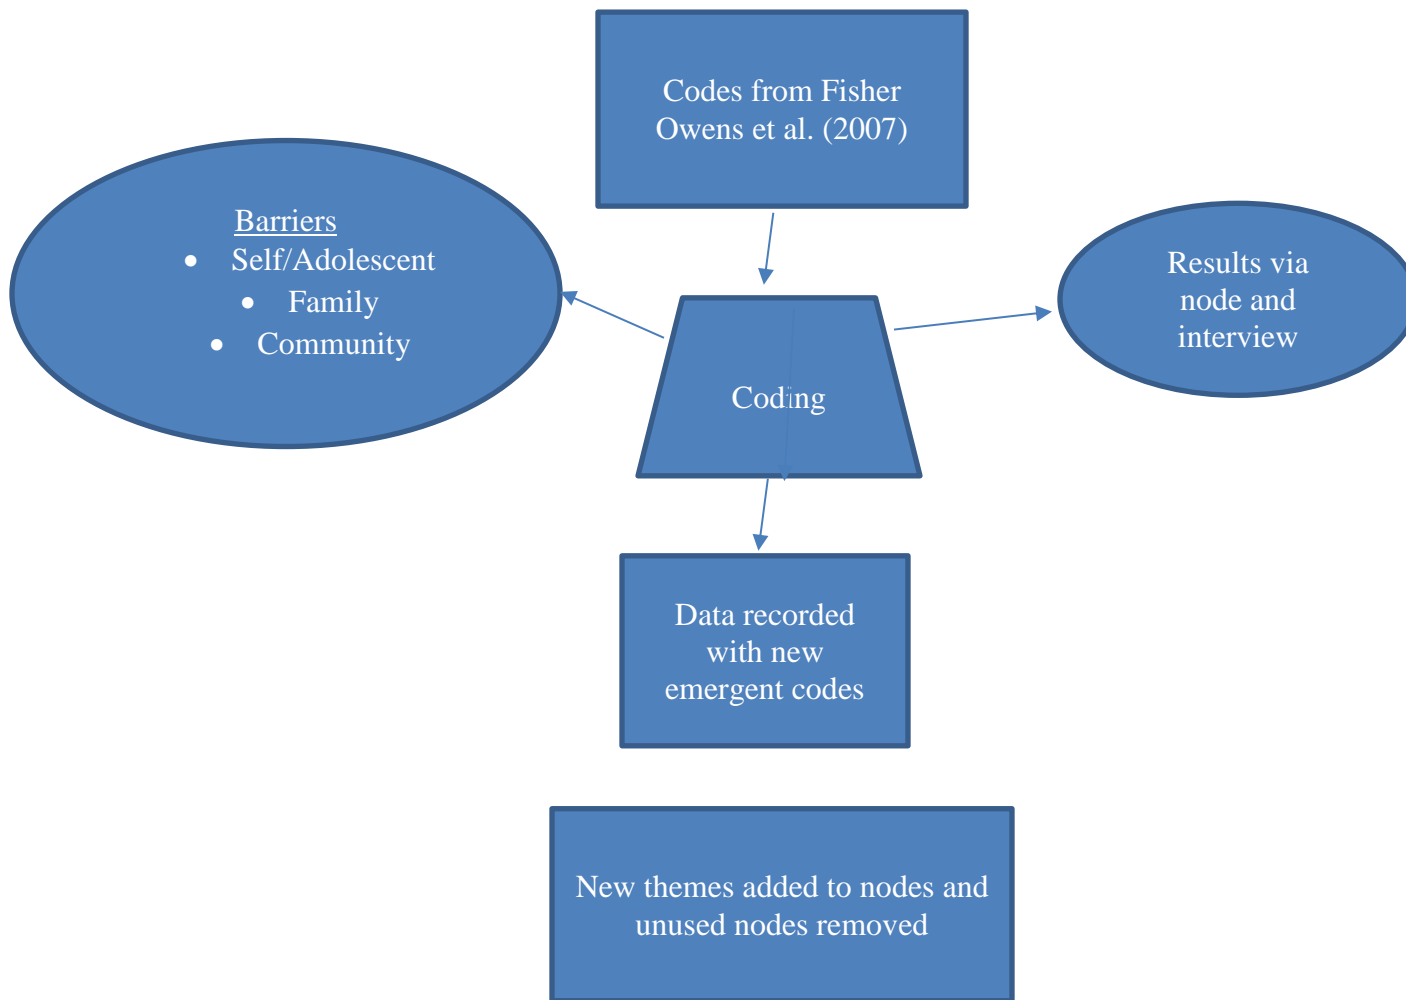 Codes from Fisher
Owens et al. (2007)
Barriers
• Self/Adolescent
• Family
• Community
Results via
node and
interview
Coding
Data recorded
with new
emergent codes
New themes added to nodes and
unused nodes removed